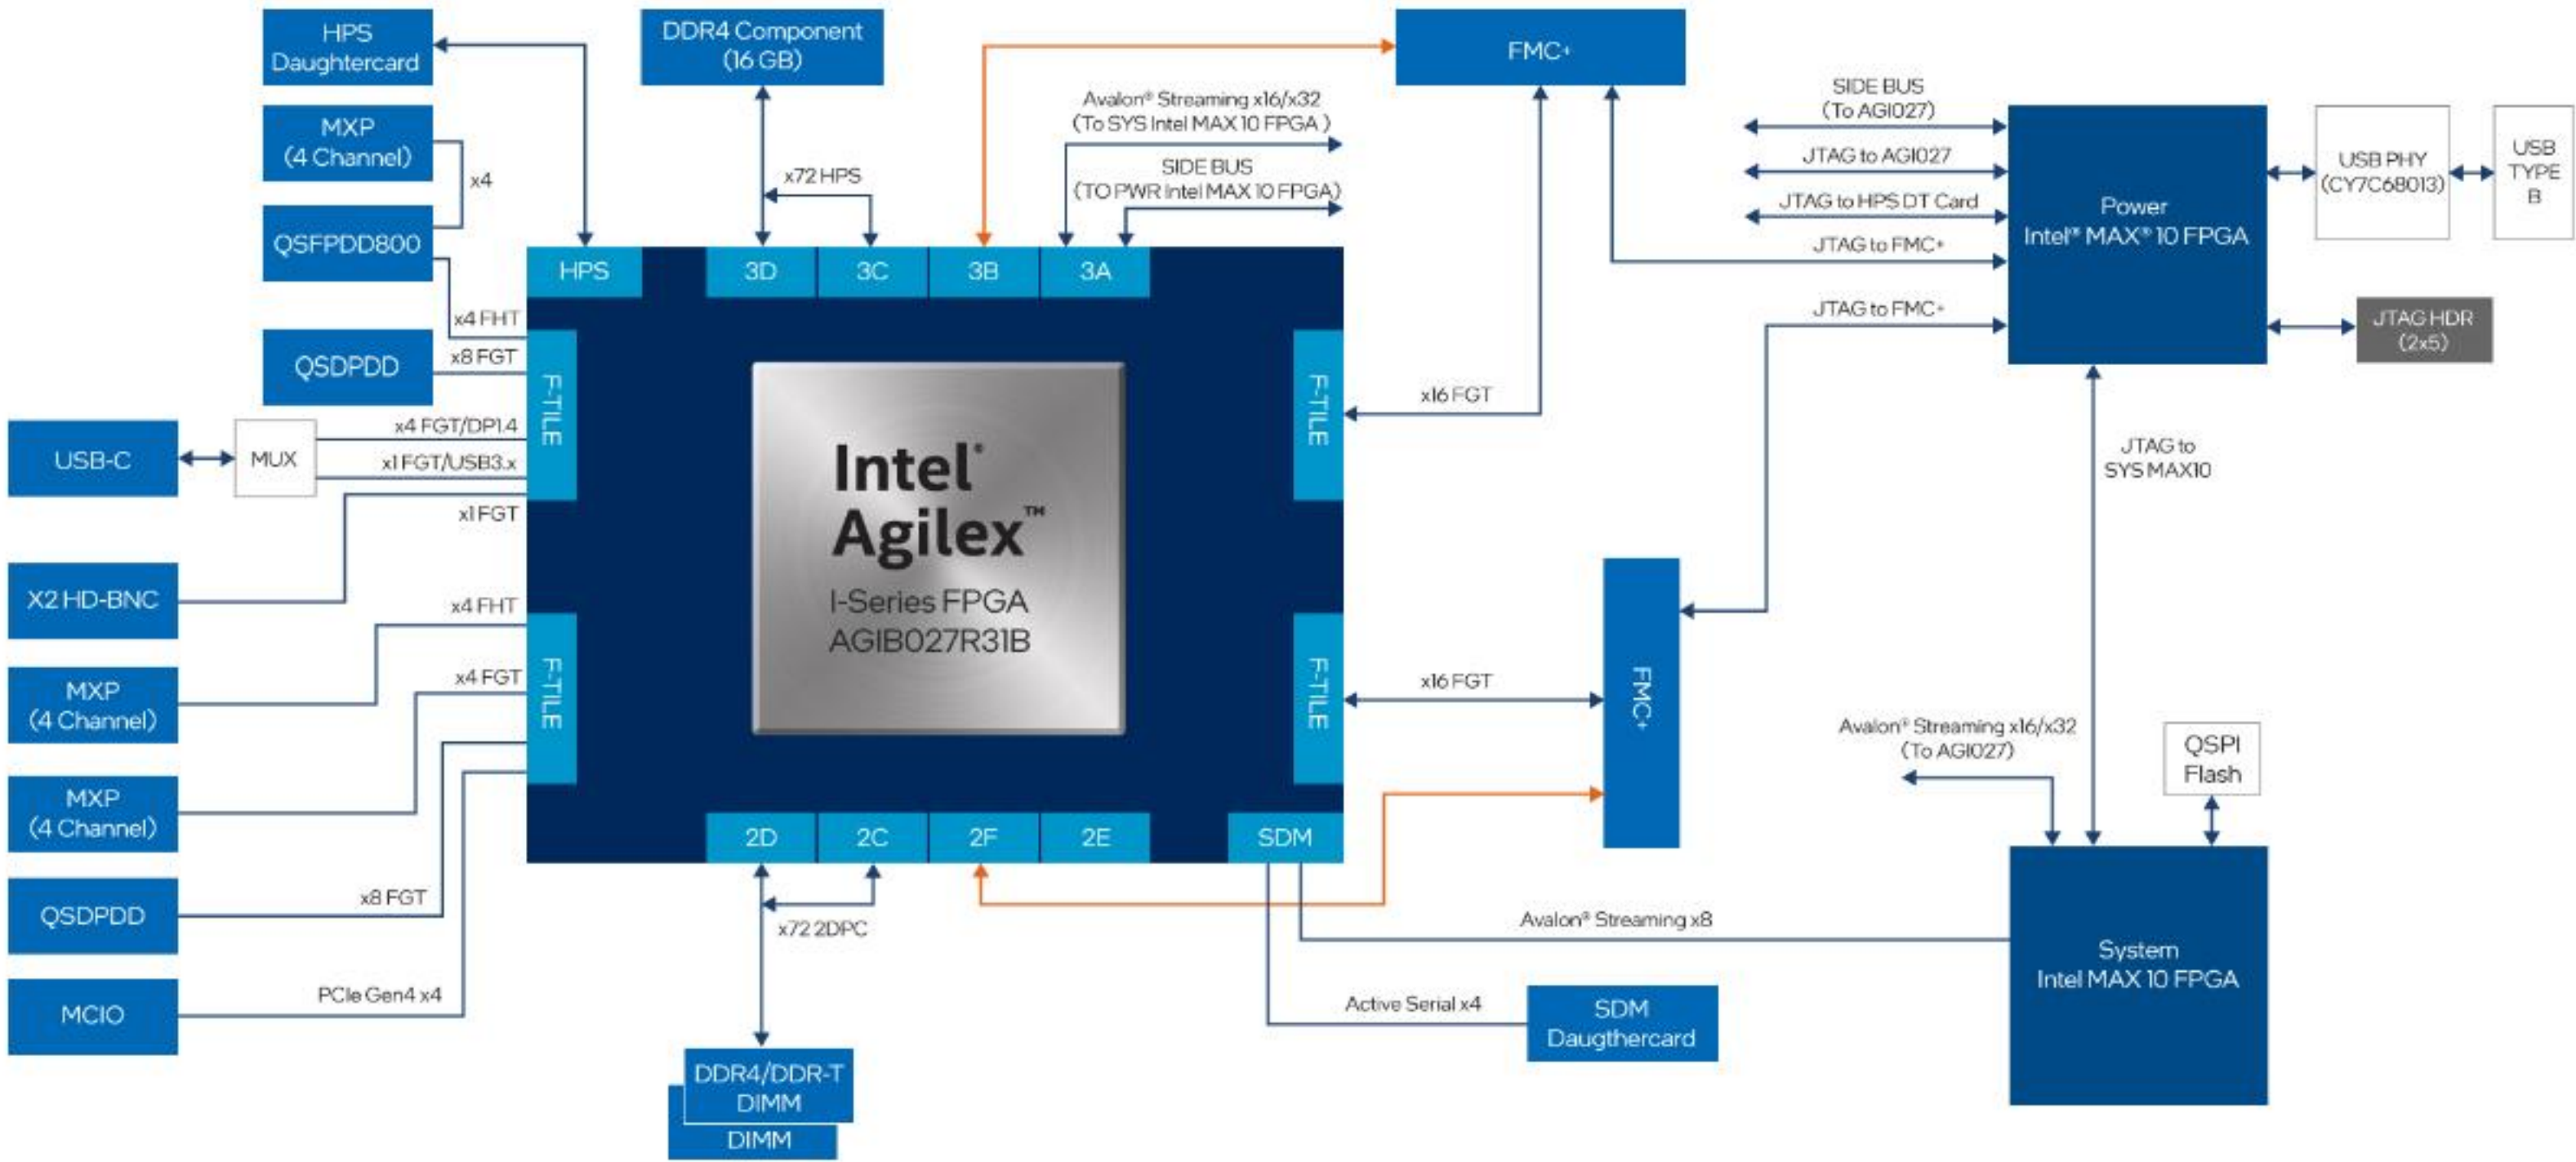 HPS
Daughtercard
DDR4 Component
(16 GB)
FMC+
MXP
(4 Channel)
x4
QSFPDD800
Avalon® Streaming x16/x32
(To SYS Intel MAX 10 FPGA )
SIDE BUS
(TO PWR Intel MAX 10 FPGA)
x72 HPS
SIDE BUS
(To AGI027)
JTAG to AGI027
JTAG to HPS DT Card
JTAG to FMC+
JTAG to FMC+
Power
Intel® MAX® 10 FPGA
USB PHY
(CY7C68013)
USB
TYPE
B
JTAG HDR
(2x5)
HPS
3D
3C
3B
3A
x4 FHT
x8 FGT
QSDPDD
F-TILE
F-TILE
x16 FGT
USB-C
MUX
x4 FGT/DP1.4
x1 FGT/USB3.x
x1 FGT
X2 HD-BNC
Intel®
Agilex™
I-Series FPGA
AGIB027R31B
JTAG to
SYS MAX10
x4 FHT
MXP
(4 Channel)
x4 FGT
MXP
(4 Channel)
F-TILE
F-TILE
x16 FGT
FMC+
x8 FGT
QSDPDD
PCIe Gen4 x4
MCIO
2D
2C
2F
2E
SDM
x72 2DPC
DDR4/DDR-T
DIMM
DIMM
Avalon® Streaming x8
Active Serial x4
SDM
Daugthercard
Avalon® Streaming x16/x32
(To AGI027)
QSPI
Flash
System
Intel MAX 10 FPGA